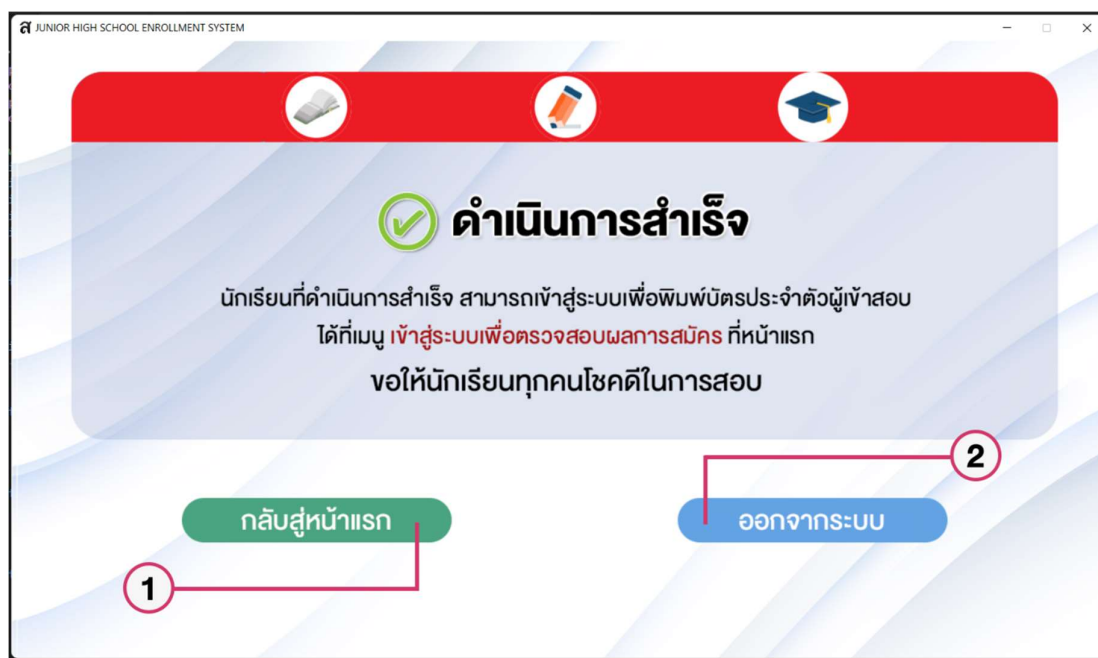 ส JUNIOR HIGH SCHOOL ENROLLMENT SYSTEM
ดำเนินการสำเร็จ
นักเรียนที่ดำเนินการสำเร็จ สามารถเข้าสู่ระบบเพื่อพิมพ์บัตรประจำตัวผู้เข้าสอบ
ได้ที่เมนู เข้าสู่ระบบเพื่อตรวจสอบผลการสมัคร ที่หน้าแรก
ขอให้นักเรียนทุกคนโชคดีในการสอบ
2
กลับสู่หน้าแรก
ออกจากระบบ
1